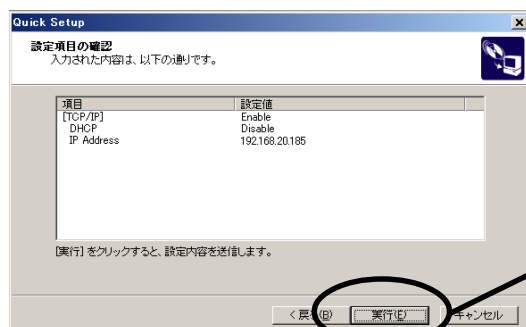 Quick Setup
設定項目の確認
入力された内容は、以下の通りです。
項目 設定値
[TCP/IP] Enable
DHCP Disable
IP Address 192.168.20.185
[実行] をクリックすると、設定内容を送信します。
< 戻る(B) 実行(E) キャンセル